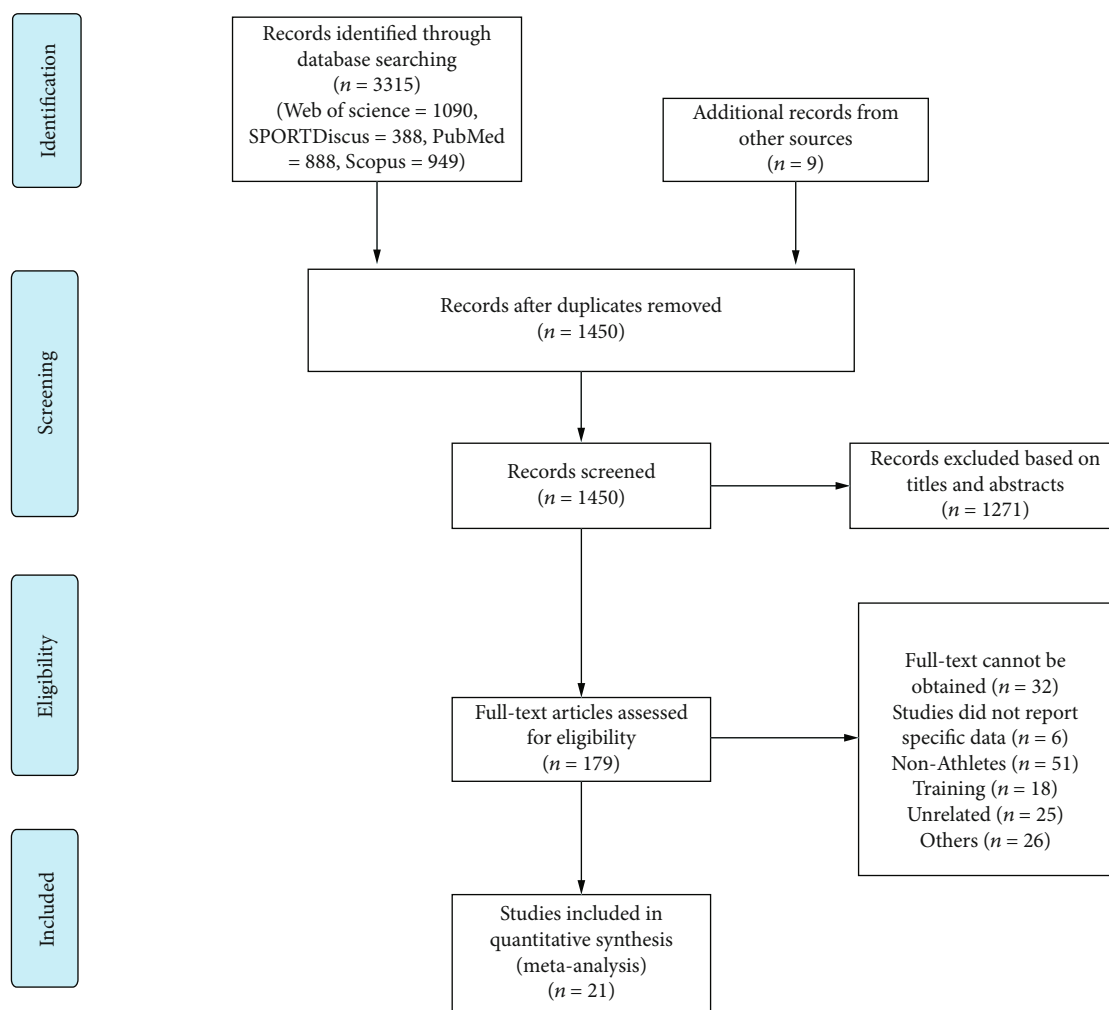 Identification
Records identified through
database searching
(n = 3315)
(Web of science = 1090,
SPORTDiscus = 388, PubMed
= 888, Scopus = 949)
Additional records from
other sources
(n = 9)
Screening
Records after duplicates removed
(n = 1450)
Records screened
(n = 1450)
Records excluded based on
titles and abstracts
(n = 1271)
Eligibility
Full-text articles assessed
for eligibility
(n = 179)
Full-text cannot be
obtained (n = 32)
Studies did not report
specific data (n = 6)
Non-Athletes (n = 51)
Training (n = 18)
Unrelated (n = 25)
Others (n = 26)
Included
Studies included in
quantitative synthesis
(meta-analysis)
(n = 21)